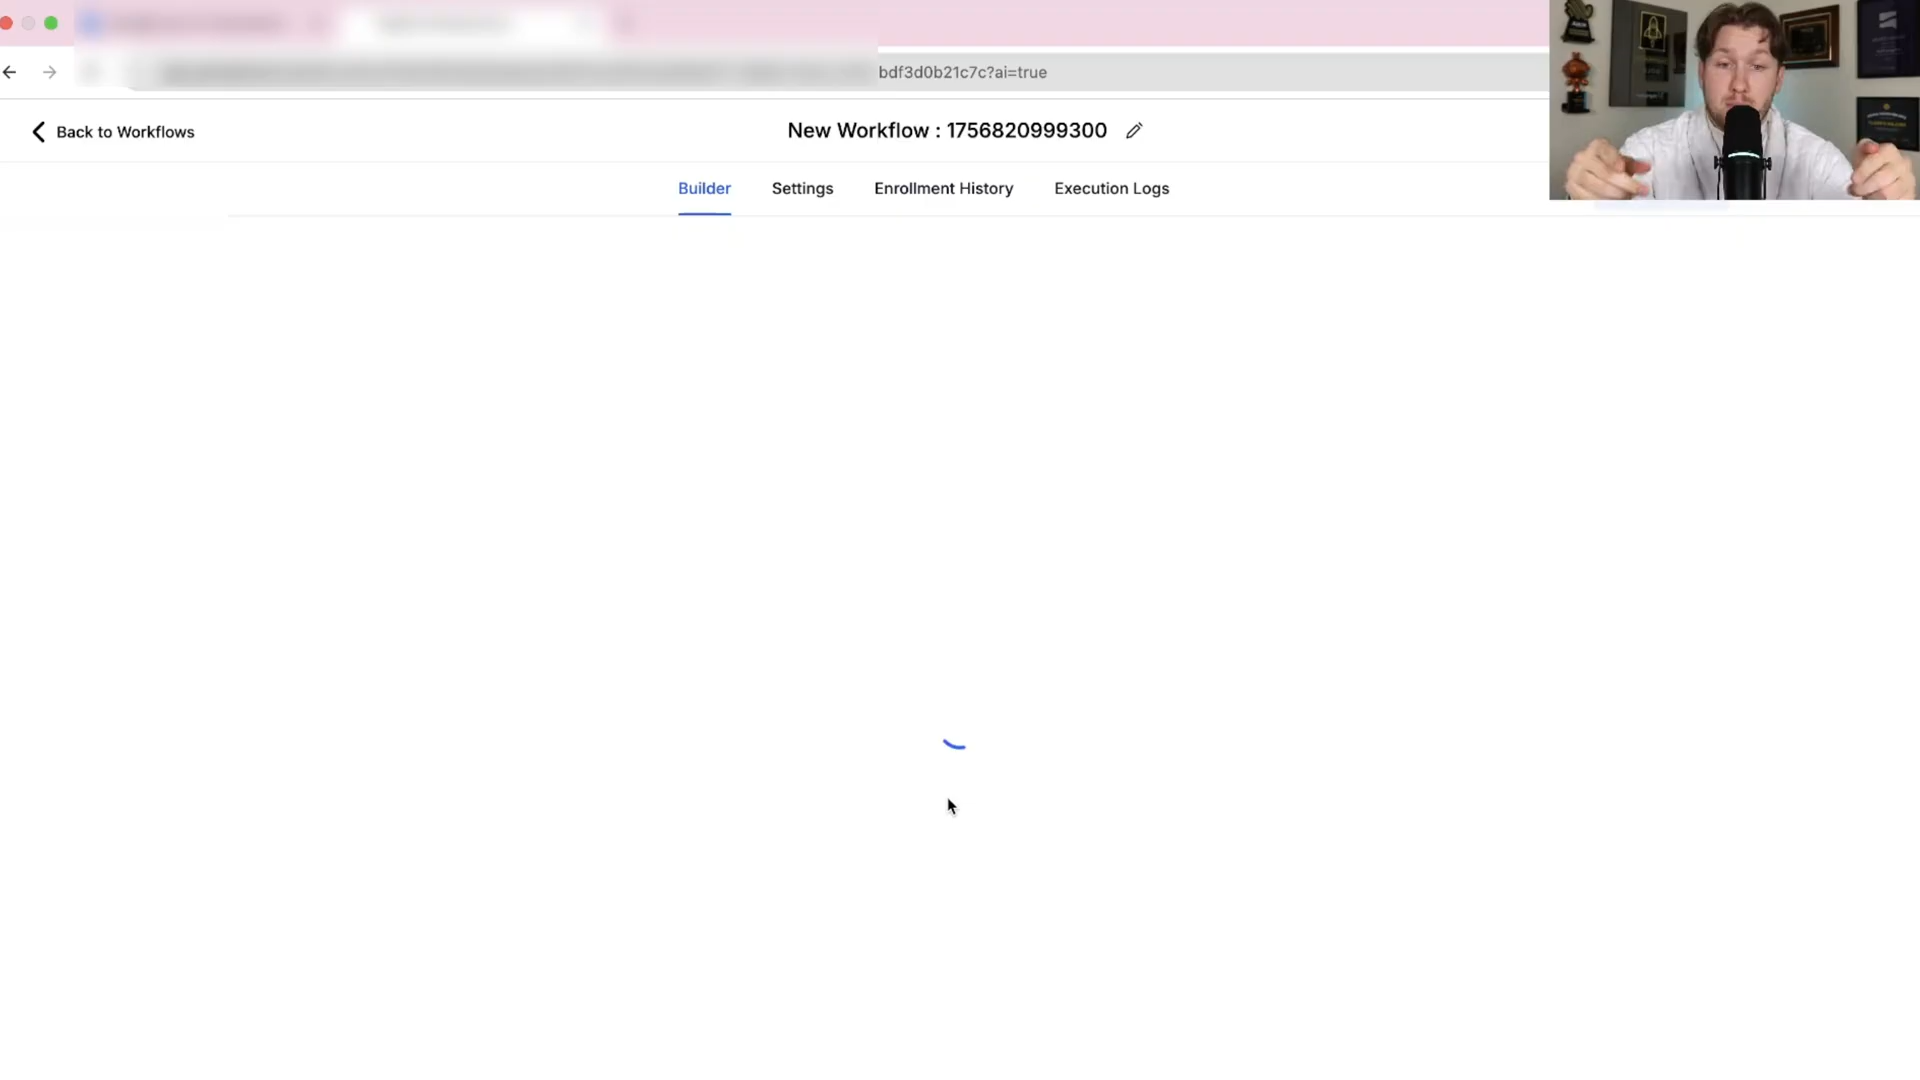 bdf3d0b21c7c?ai=true
Back to Workflows
New Workflow : 1756820999300
Builder
Settings
Enrollment History
Execution Logs